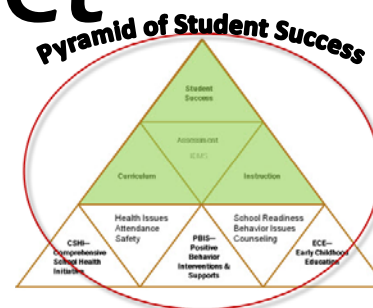 ct
Pyramid of Student Success
Student
Success
Assessment
Curriculum
Instruction
Health Issues
Attendance
Safety
School Readiness
Behavior Issues
Counseling
CSHI–
Comprehensive
School Health
Initiative
PBIS–
Positive
Behavior
Interventions &
Supports
ECE–
Early Childhood
Education